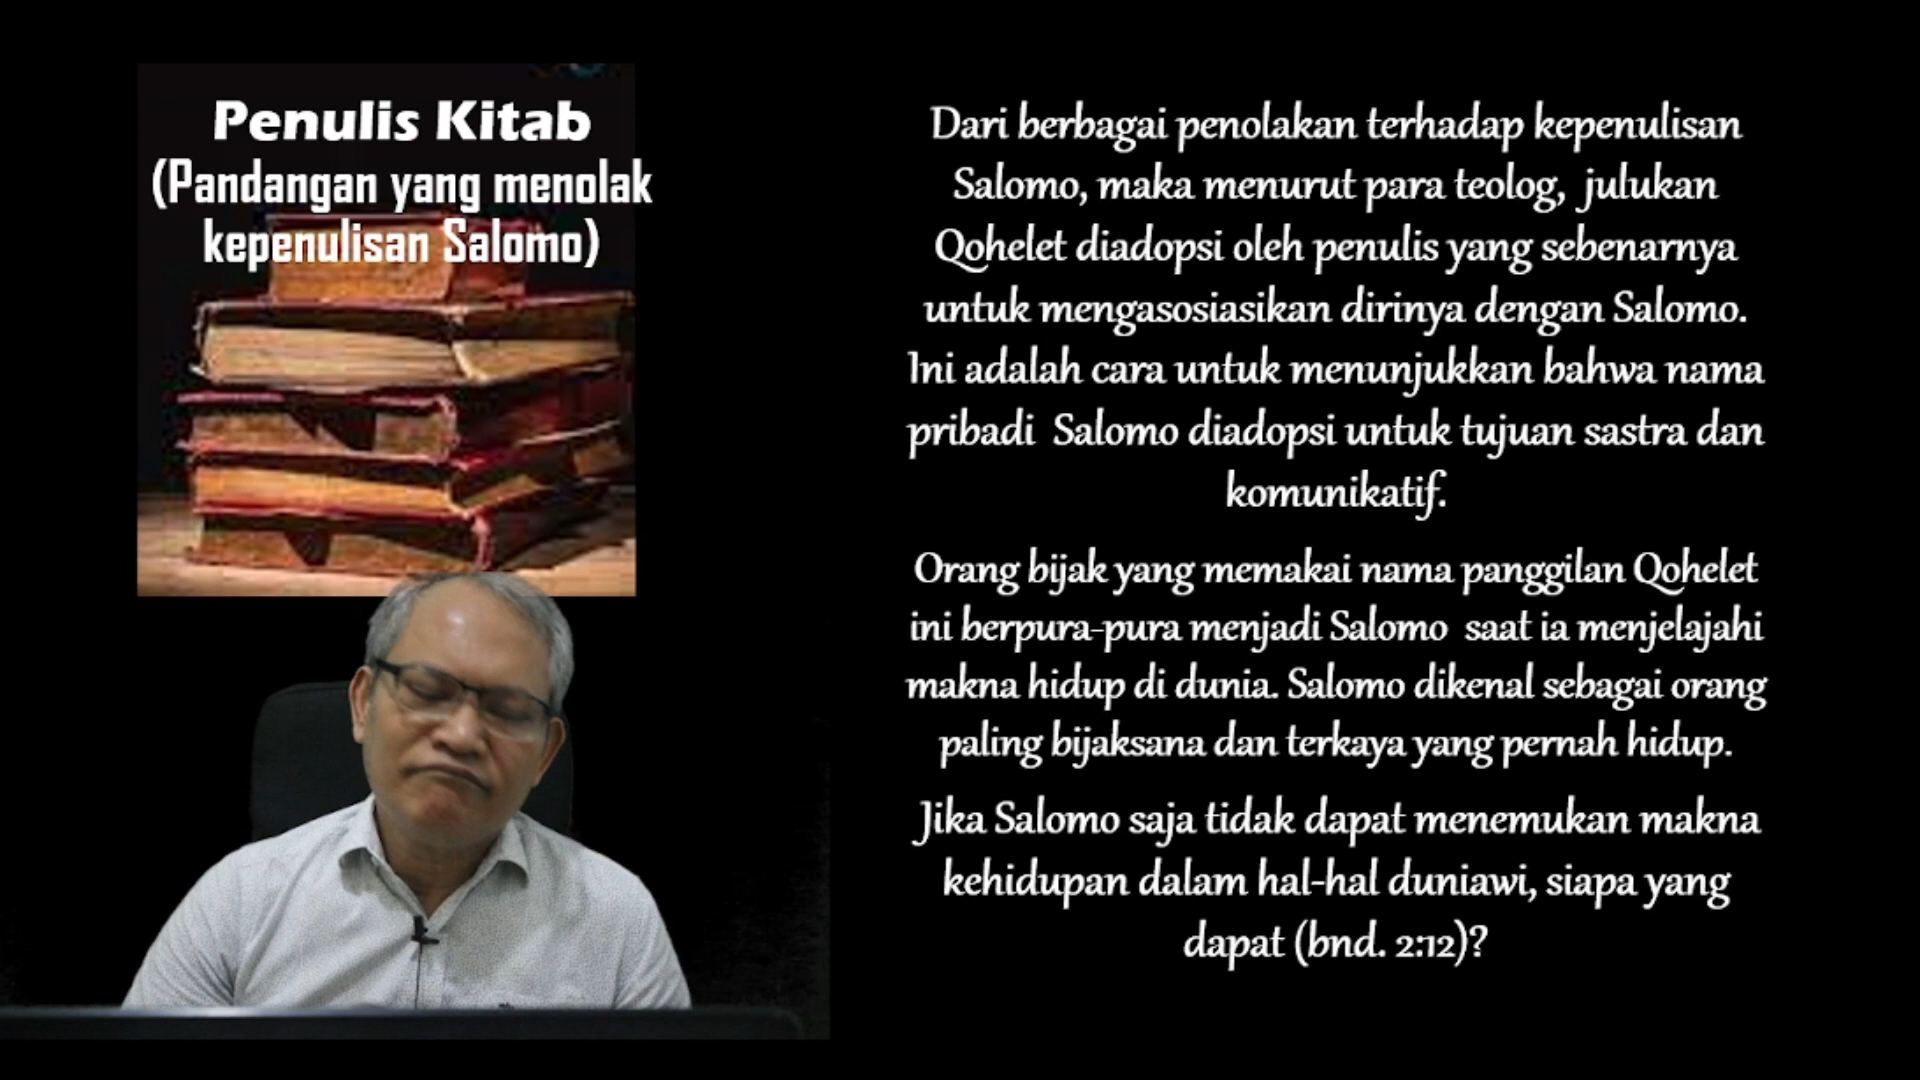 Penulis Kitab
(Pandangan yang menolak
kepenulisan Salomo)
Dari berbagai penolakan terhadap kepenulisan
Salomo, maka menurut para teolog, julukan
Qohelet diadopsi oleh penulis yang sebenarnya
untuk mengasosiasikan dirinya dengan Salomo.
Ini adalah cara untuk menunjukkan bahwa nama
pribadi Salomo diadopsi untuk tujuan sastra dan
komunikatif.
Orang bijak yang memakai nama panggilan Qohelet
ini berpura-pura menjadi Salomo saat ia menjelajahi
makna hidup di dunia. Salomo dikenal sebagai orang
paling bijaksana dan terkaya yang pernah hidup.
Jika Salomo saja tidak dapat menemukan makna
kehidupan dalam hal-hal duniawi, siapa yang
dapat (bnd. 2:12)?